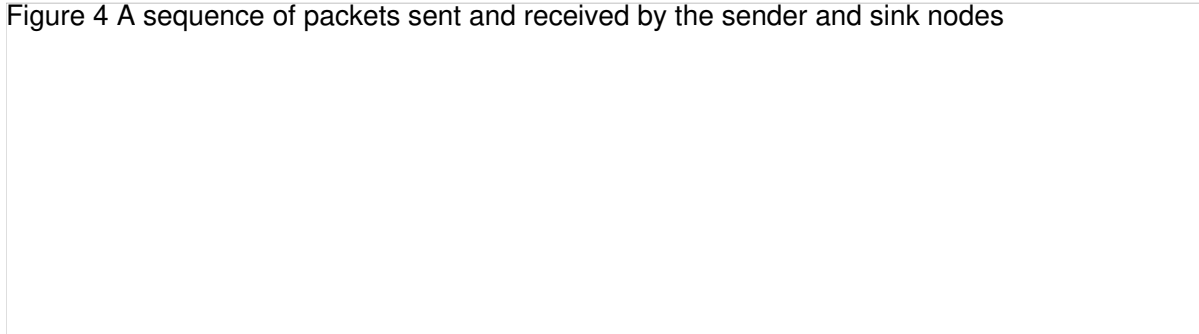 Figure 4 A sequence of packets sent and received by the sender and sink nodes